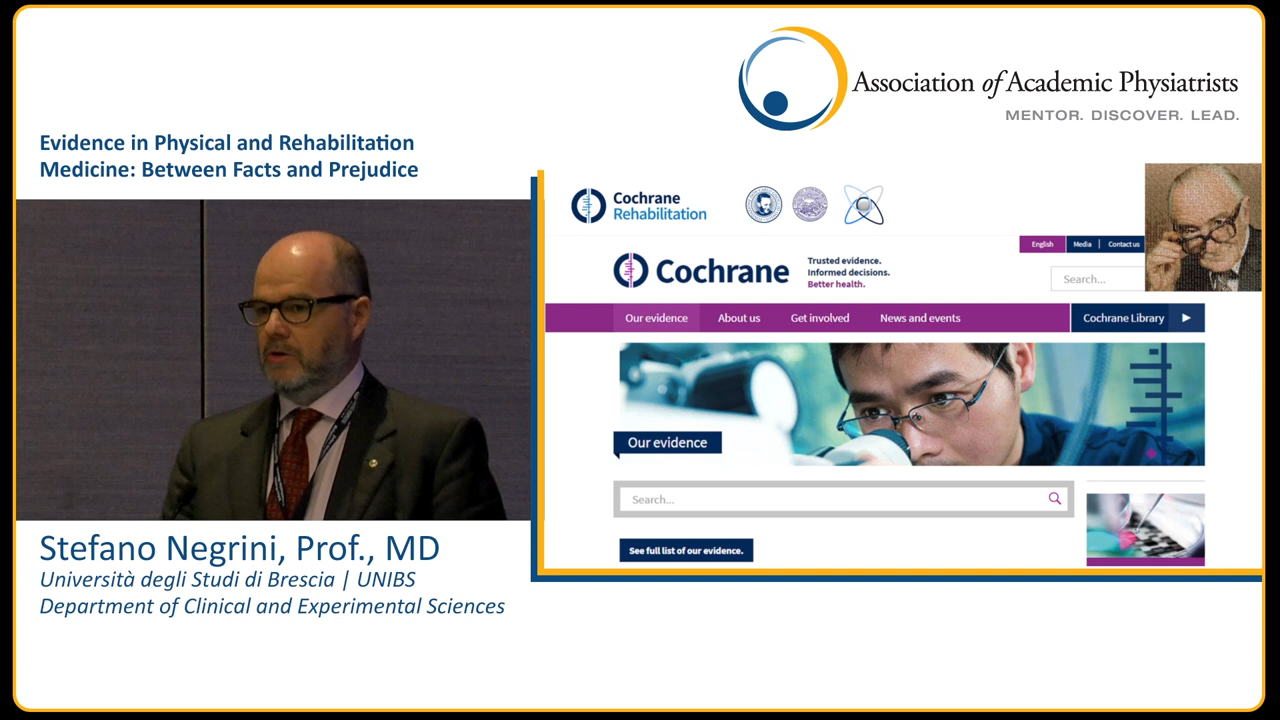 Association of Academic Physiatrists
MENTOR. DISCOVER. LEAD.
Evidence in Physical and Rehabilitation
Medicine: Between Facts and Prejudice
Cochrane
Rehabilitation
English
Media
Contact us
Cochrane
Trusted evidence.
Informed decisions.
Better health.
Search...
Our evidence
About us
Get involved
News and events
Cochrane Library
Our evidence
Search...
See full list of our evidence.
Stefano Negrini, Prof., MD
Università degli Studi di Brescia | UNIBS
Department of Clinical and Experimental Sciences